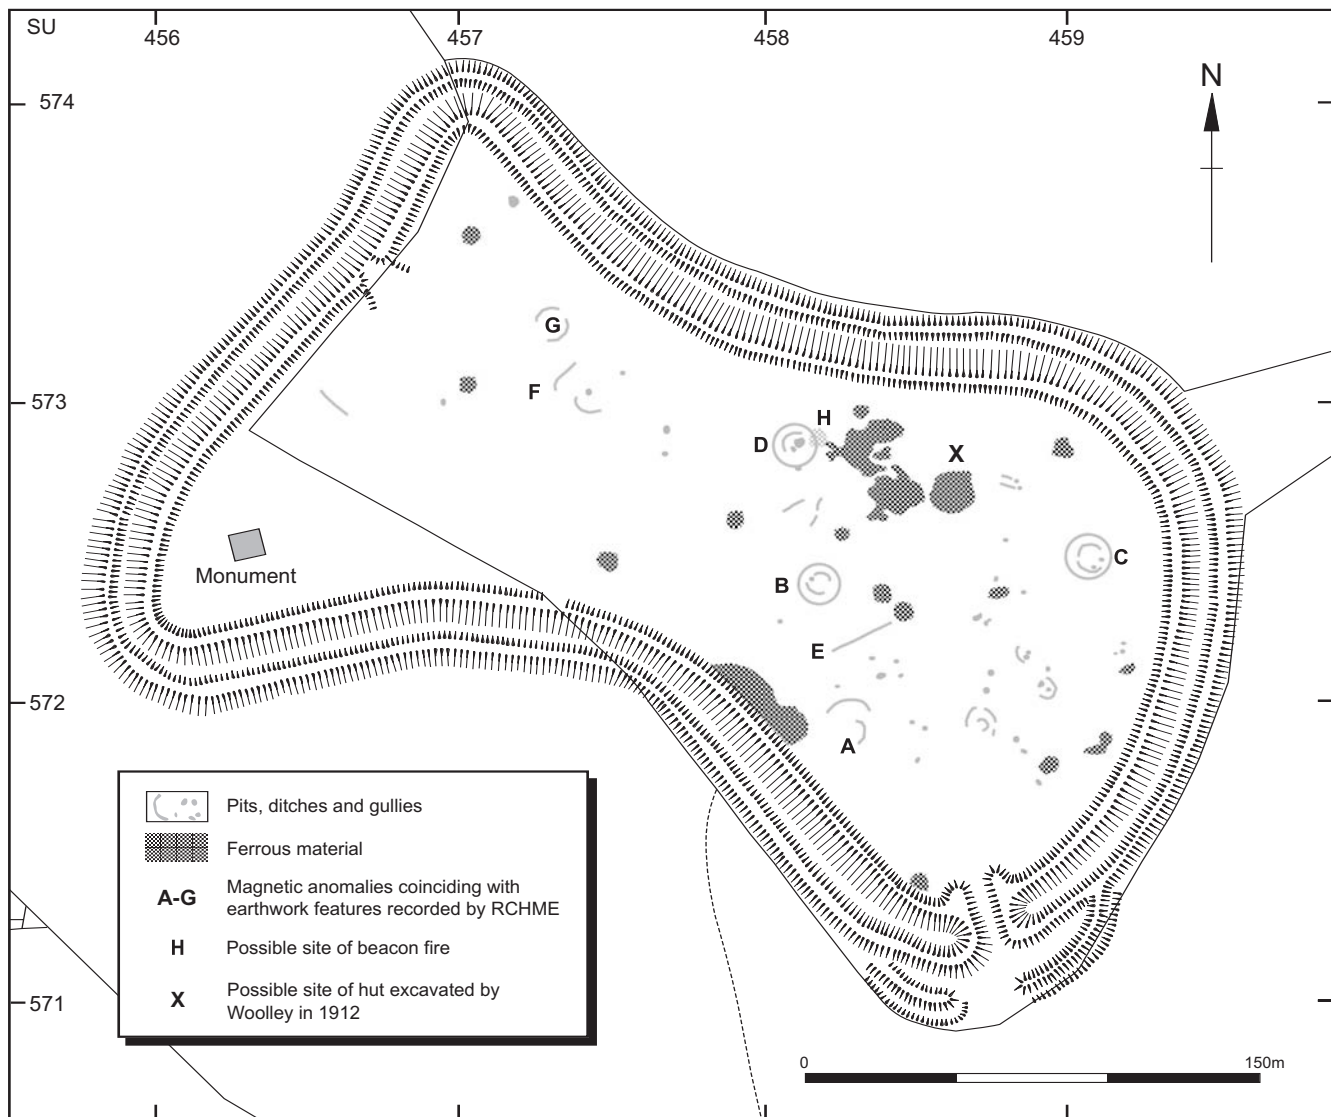 SU
456
457
458
459
574
N
G
573
F
H
D
X
C
Monument
B
E
572
A
Pits, ditches and gullies
Ferrous material
A-G
Magnetic anomalies coinciding with
earthwork features recorded by RCHME
H
Possible site of beacon fire
X
Possible site of hut excavated by
Woolley in 1912
571
0
150m